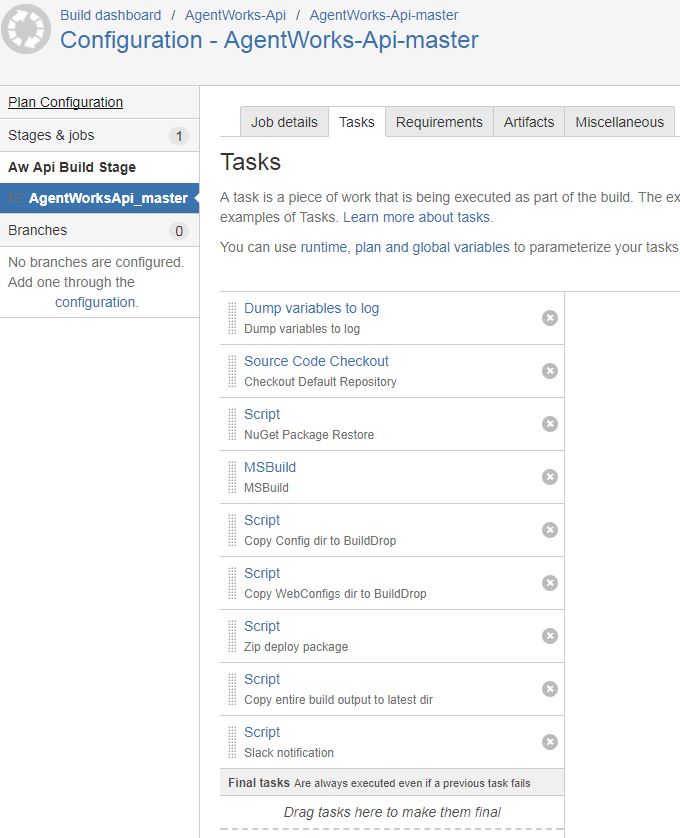 Build dashboard / AgentWorks-Api / AgentWorks-Api-master
Configuration - AgentWorks-Api-master
Plan Configuration
Stages & jobs 1
Aw Api Build Stage
AgentWorksApi_master
Branches 0
No branches are configured.
Add one through the
configuration.
Job details Tasks Requirements Artifacts Miscellaneous
Tasks
A task is a piece of work that is being executed as part of the build. The ex
examples of Tasks. Learn more about tasks.
You can use runtime, plan and global variables to parameterize your tasks
Dump variables to log
Dump variables to log
Source Code Checkout
Checkout Default Repository
Script
NuGet Package Restore
MSBuild
MSBuild
Script
Copy Config dir to BuildDrop
Script
Copy WebConfigs dir to BuildDrop
Script
Zip deploy package
Script
Copy entire build output to latest dir
Script
Slack notification
Final tasks Are always executed even if a previous task fails
Drag tasks here to make them final